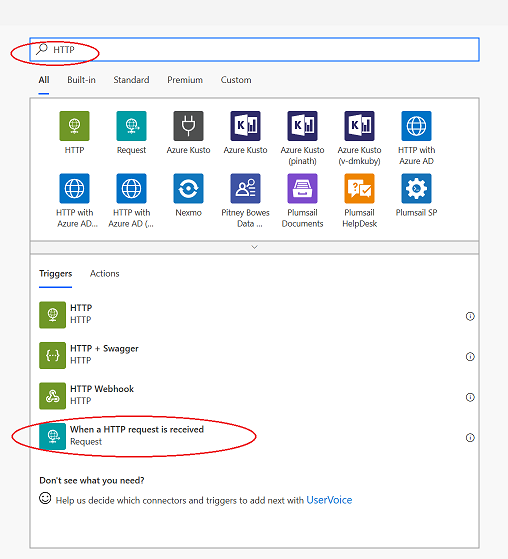 HTTP
All Built-in Standard Premium Custom
HTTP Request Azure Kusto Azure Kusto Azure Kusto Azure Kusto HTTP with
(pinath) (v-dmkuby) Azure AD
HTTP with HTTP with Nexmo Pitney Bowes Plumsail Plumsail Plumsail SP
Azure AD... Azure AD (... Data ... Documents HelpDesk
Triggers Actions
HTTP
HTTP
HTTP + Swagger
HTTP
HTTP Webhook
HTTP
When a HTTP request is received
Request
Don't see what you need?
Help us decide which connectors and triggers to add next with UserVoice